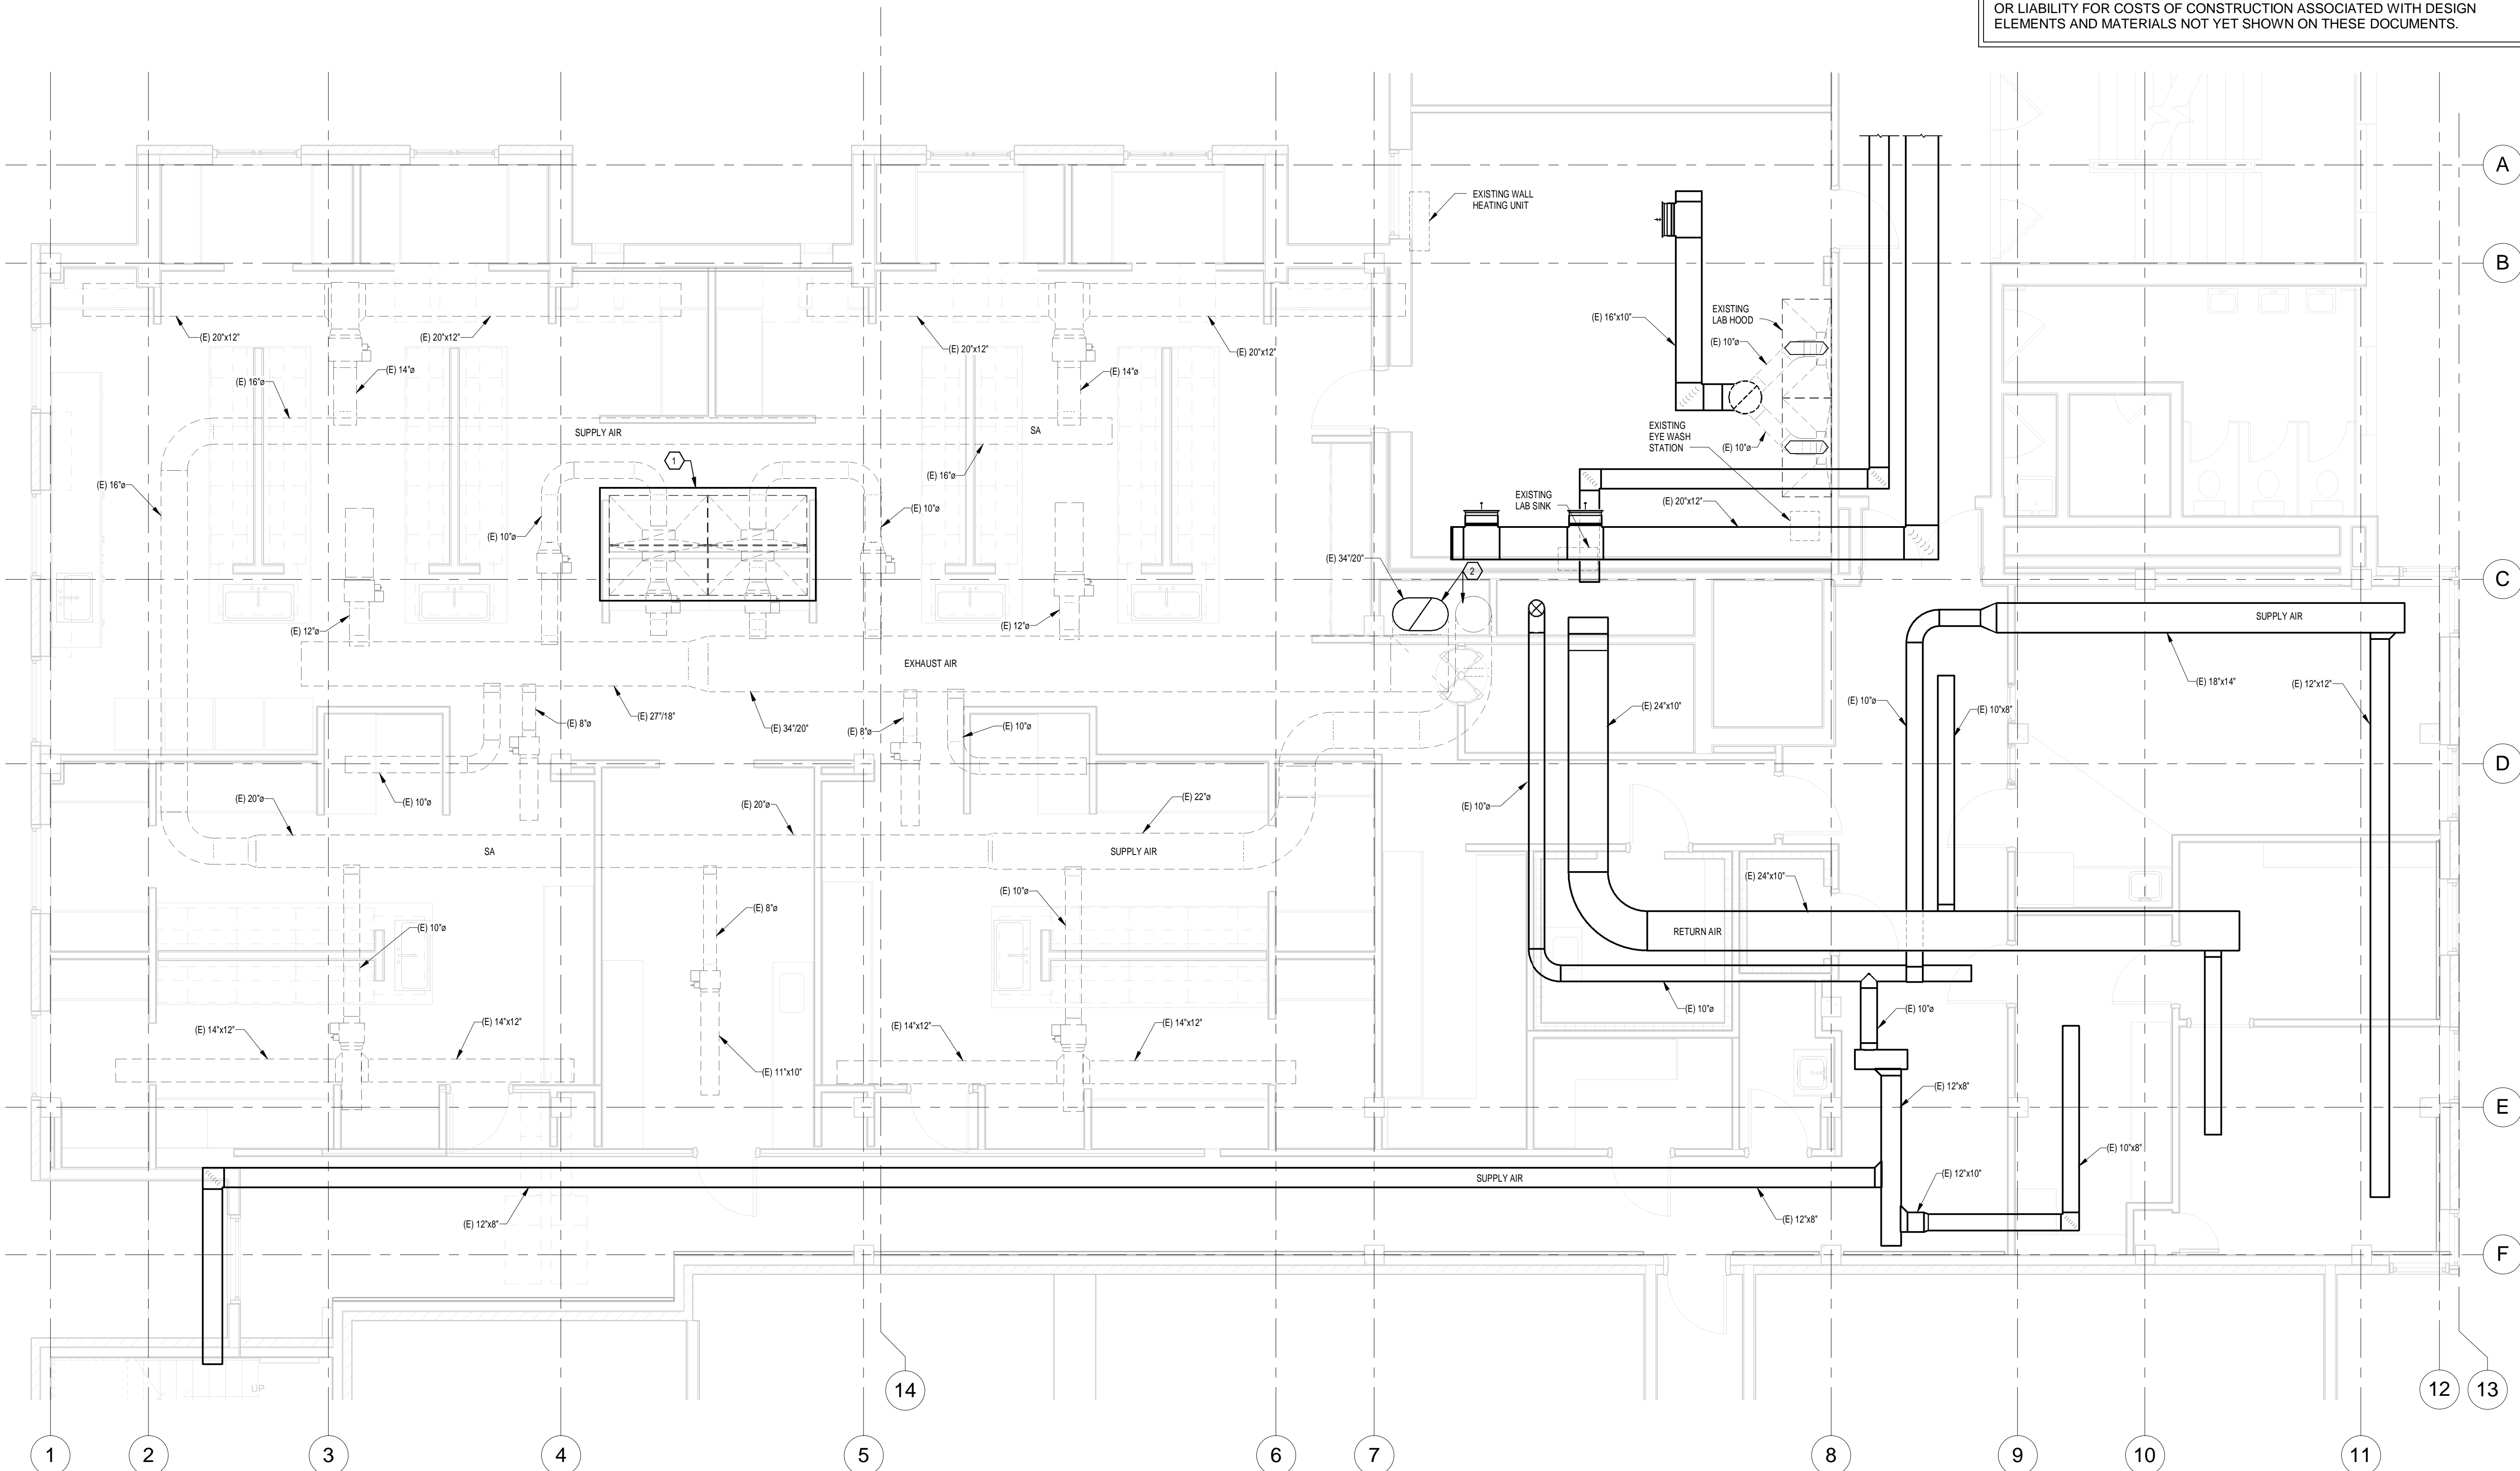 OR LIABILITY FOR COSTS OF CONSTRUCTION ASSOCIATED WITH DESIGN
ELEMENTS AND MATERIALS NOT YET SHOWN ON THESE DOCUMENTS.
A
EXISTING WALL
HEATING UNIT
B
(E) 20"x12"
(E) 20"x12"
(E) 20"x12"
(E) 20"x12"
(E) 16"x10"
EXISTING
LAB HOOD
(E) 10"ø
(E) 16"ø
(E) 14"ø
(E) 14"ø
SUPPLY AIR
SA
EXISTING
EYE WASH
STATION
(E) 10"ø
1
(E) 16"ø
(E) 16"ø
(E) 10"ø
(E) 10"ø
EXISTING
LAB SINK
(E) 20"x12"
(E) 34"/20"
2
C
(E) 12"ø
(E) 12"ø
SUPPLY AIR
EXHAUST AIR
(E) 18"x14"
(E) 12"x12"
(E) 27"/18"
(E) 8"ø
(E) 34"/20"
(E) 8"ø
(E) 10"ø
(E) 24"x10"
(E) 10"ø
(E) 10"x8"
D
(E) 20"ø
(E) 10"ø
(E) 20"ø
(E) 22"ø
(E) 10"ø
SA
SUPPLY AIR
(E) 24"x10"
(E) 10"ø
(E) 8"ø
(E) 10"ø
RETURN AIR
(E) 10"ø
(E) 10"ø
(E) 14"x12"
(E) 14"x12"
(E) 14"x12"
(E) 14"x12"
(E) 11"x10"
(E) 12"x8"
E
(E) 10"x8"
SUPPLY AIR
(E) 12"x10"
(E) 12"x8"
(E) 12"x8"
F
UP
14
12
13
1
2
3
4
5
6
7
8
9
10
11